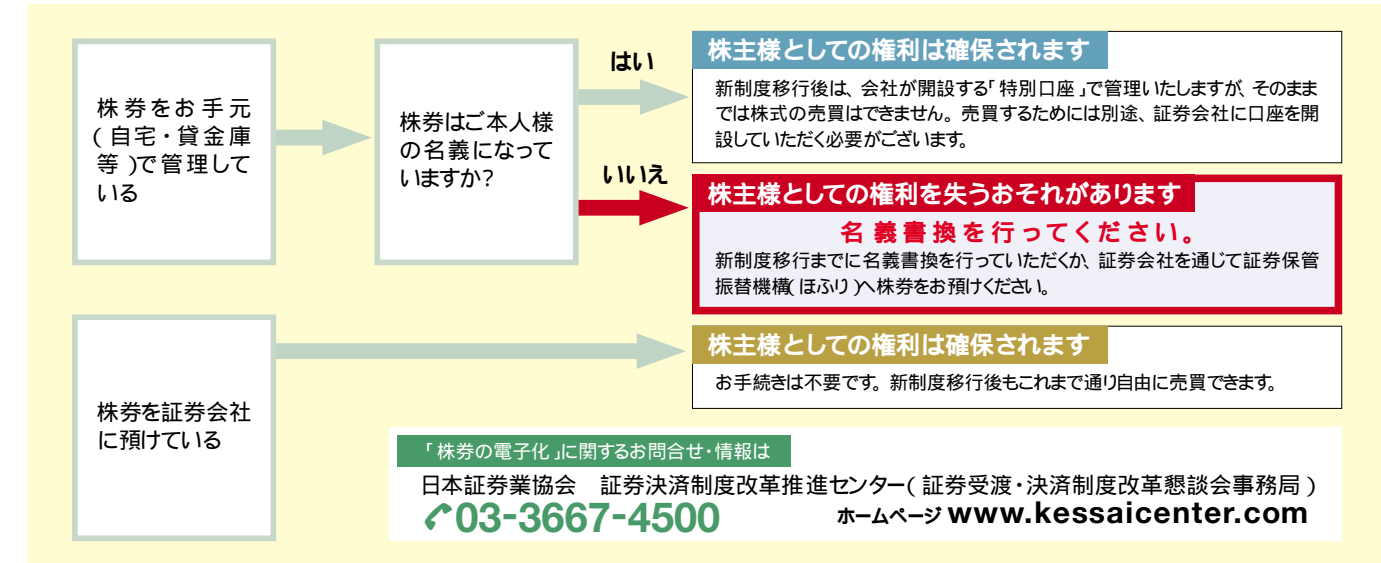 株券をお手元
(自宅・貸金庫
等)で管理して
いる
株券はご本人様
の名義になって
いますか?
はい
株主様としての権利は確保されます
新制度移行後は、会社が開設する「特別口座」で管理いたしますが、そのまま
では株式の売買はできません。売買するためには別途、証券会社に口座を開
設していただく必要がございます。
いいえ
株主様としての権利を失うおそれがあります
名義書換を行ってください。
新制度移行までに名義書換を行っていただくか、証券会社を通じて証券保管
振替機構(ほふり)へ株券をお預けください。
株券を証券会社
に預けている
株主様としての権利は確保されます
お手続きは不要です。新制度移行後もこれまで通り自由に売買できます。
「株券の電子化」に関するお問合せ・情報は
日本証券業協会 証券決済制度改革推進センター(証券受渡・決済制度改革懇談会事務局)
03-3667-4500 ホームページ www.kessaicenter.com